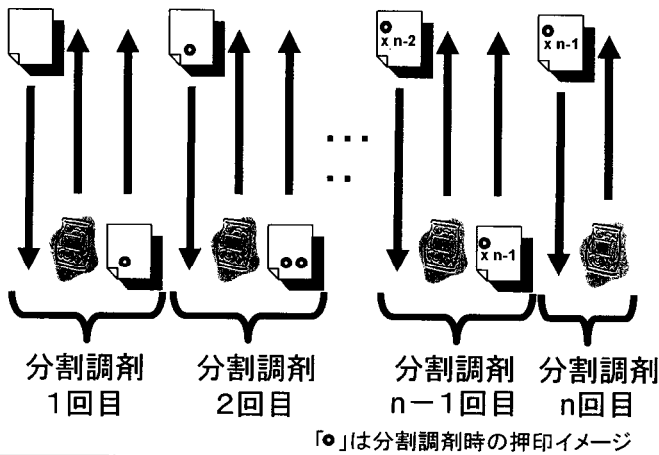 x n-2
x n-1
x n-1
分割調剤
1回目
分割調剤
2回目
分割調剤
n-1回目
分割調剤
n回目
「⊙」は分割調剤時の押印イメージ